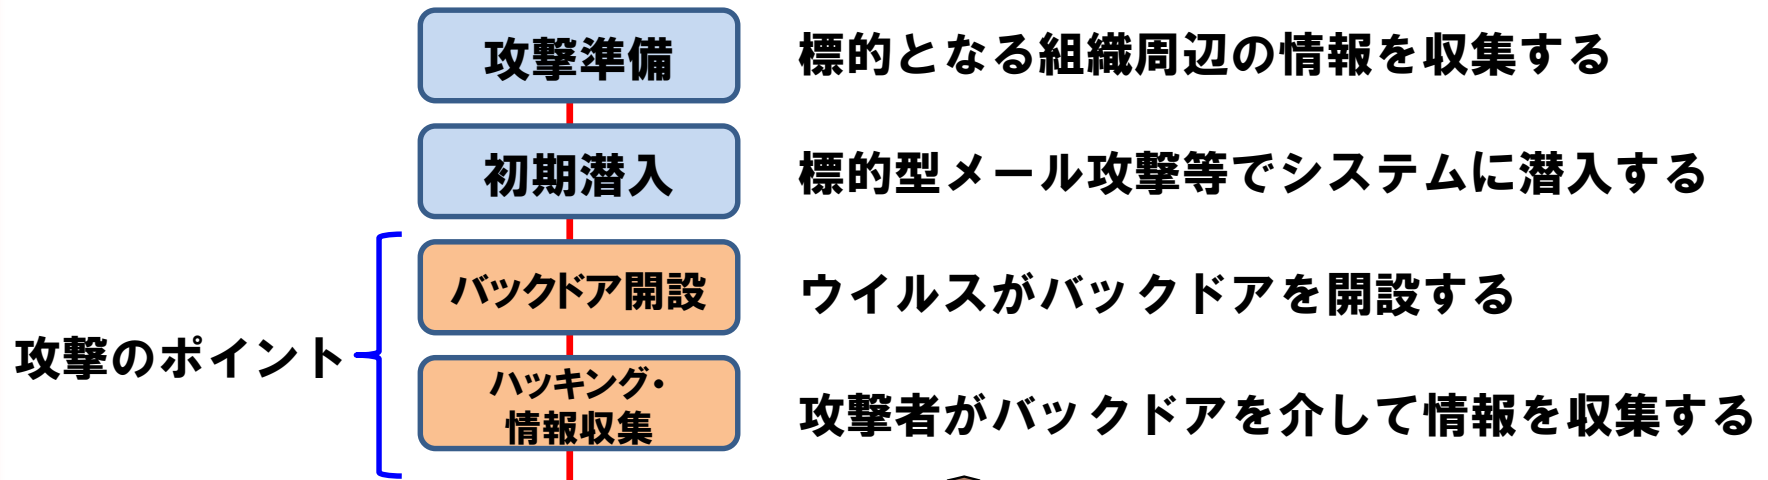 攻撃準備
標的となる組織周辺の情報を収集する
初期潜入
標的型メール攻撃等でシステムに潜入する
バックドア開設
ウイルスがバックドアを開設する
攻撃のポイント
ハッキング・
情報収集
攻撃者がバックドアを介して情報を収集する